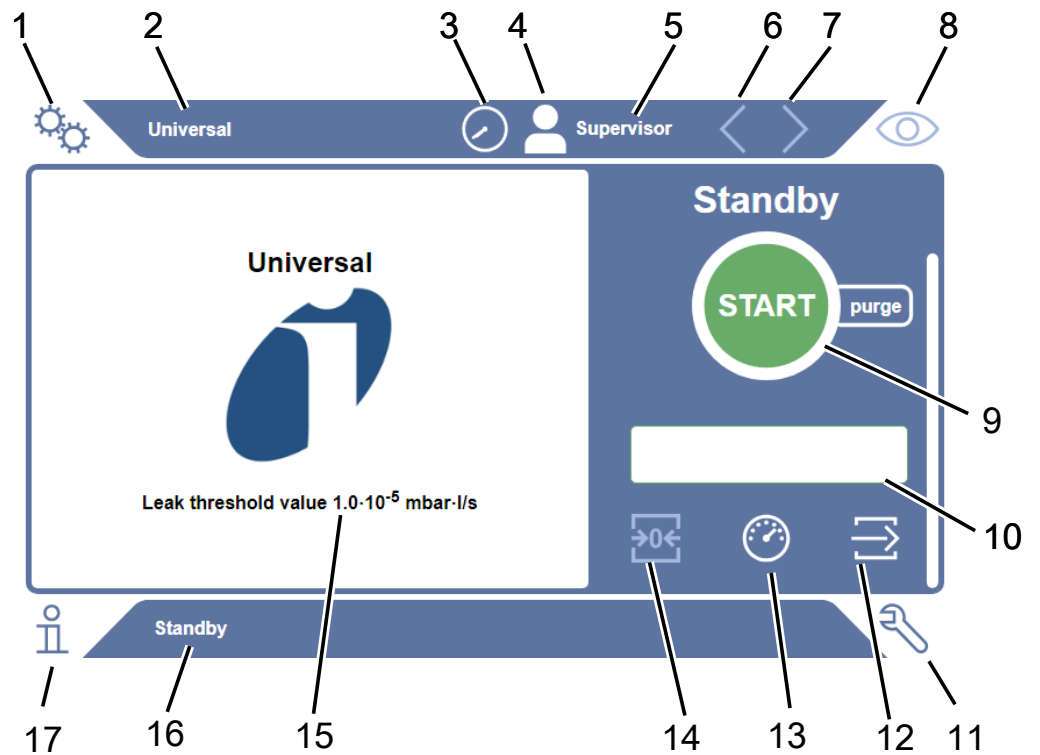 1 2 3 4 5 6 7 8
Universal Supervisor
Standby
Universal
START purge
9
Leak threshold value 1.0·10⁻⁵ mbar·l/s
10
→0←
Standby
17 16 15 14 13 12 11